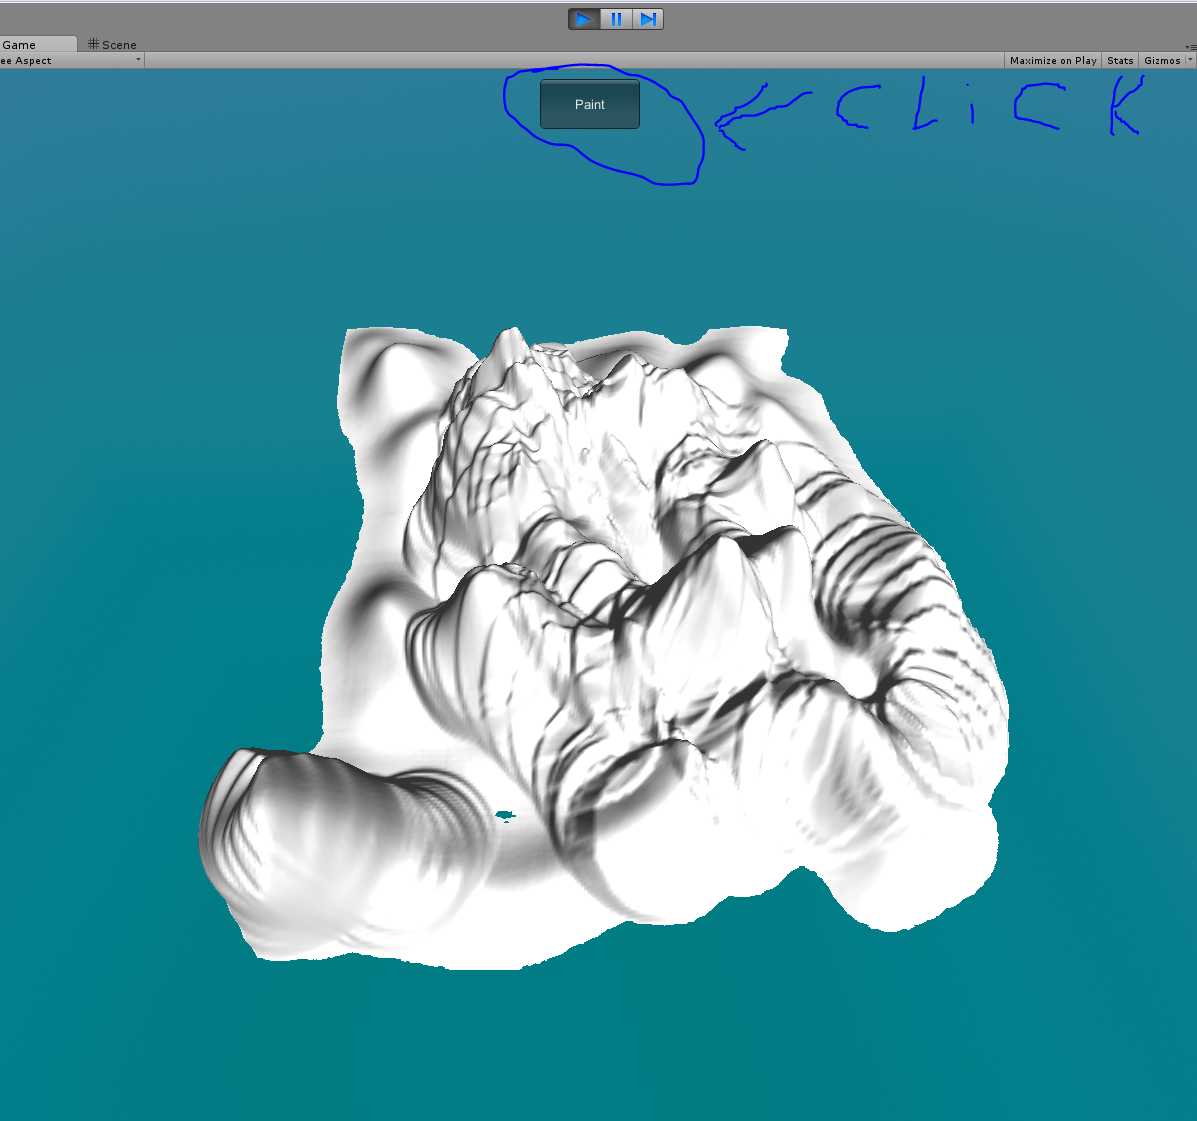 Game # Scene
ee Aspect Maximize on Play Stats Gizmos
Paint CLiCK